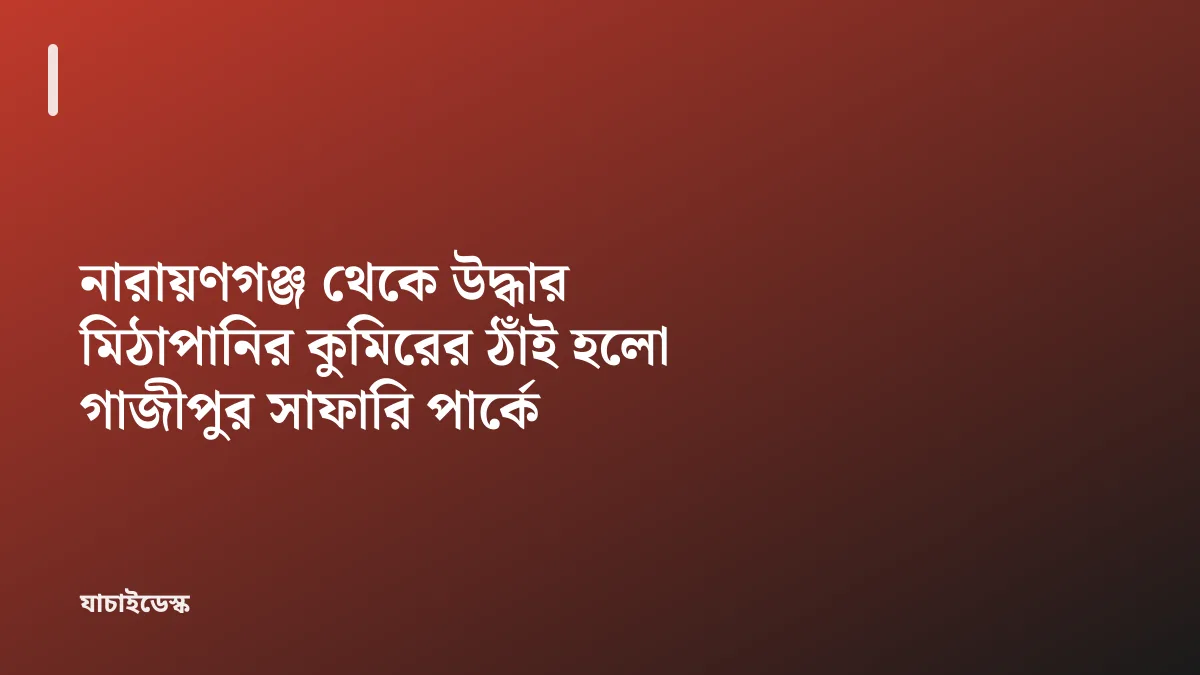 নারায়ণগঞ্জ থেকে উদ্ধার
মিঠাপানির কুমিরের ঠাঁই হলো
গাজীপুর সাফারি পার্কে
যাচাইডেস্ক